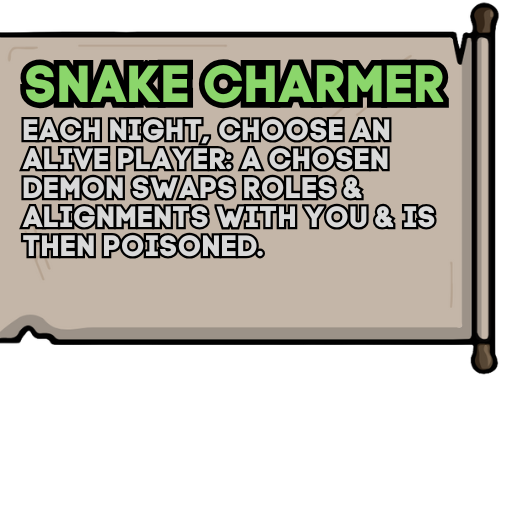 SNAKE CHARMER
EACH NIGHT, CHOOSE AN
ALIVE PLAYER: A CHOSEN
DEMON SWAPS ROLES &
ALIGNMENTS WITH YOU & IS
THEN POISONED.